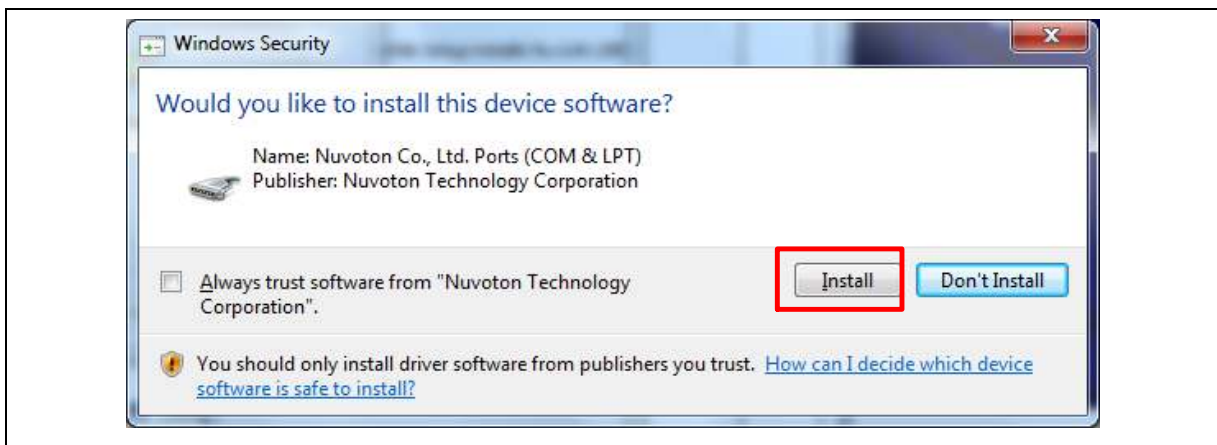 Windows Security
Would you like to install this device software?
Name: Nuvoton Co., Ltd. Ports (COM & LPT)
Publisher: Nuvoton Technology Corporation
Always trust software from "Nuvoton Technology
Corporation".
Install
Don't Install
You should only install driver software from publishers you trust. How can I decide which device
software is safe to install?